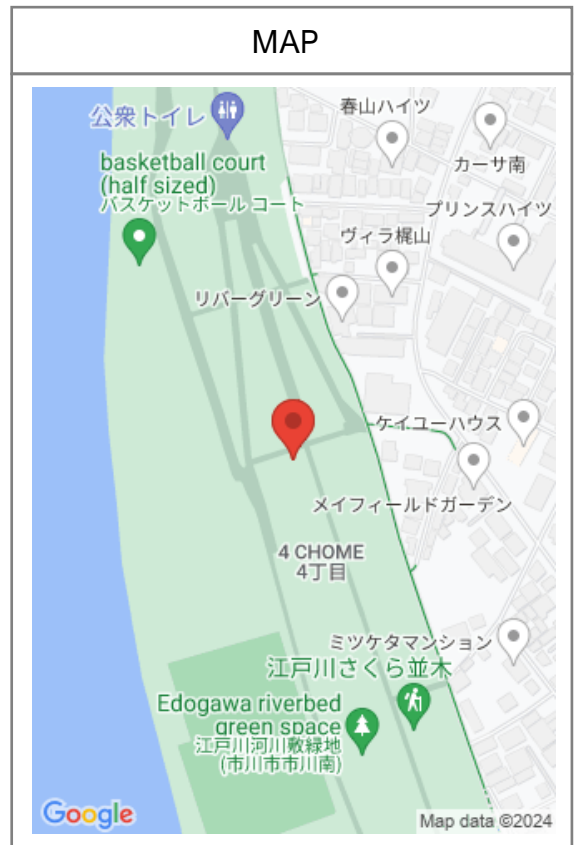 MAP
公衆トイレ
春山ハイツ
カーサ南
basketball court
(half sized)
バスケットボール コート
プリンスハイツ
ヴィラ梶山
リバーグリーン
ケイユーハウス
メイフィールドガーデン
4 CHOME
4丁目
ミツケタマンション
江戸川さくら並木
Edogawa riverbed
green space
江戸川河川敷緑地
(市川市市川南)
Google
Map data ©2024